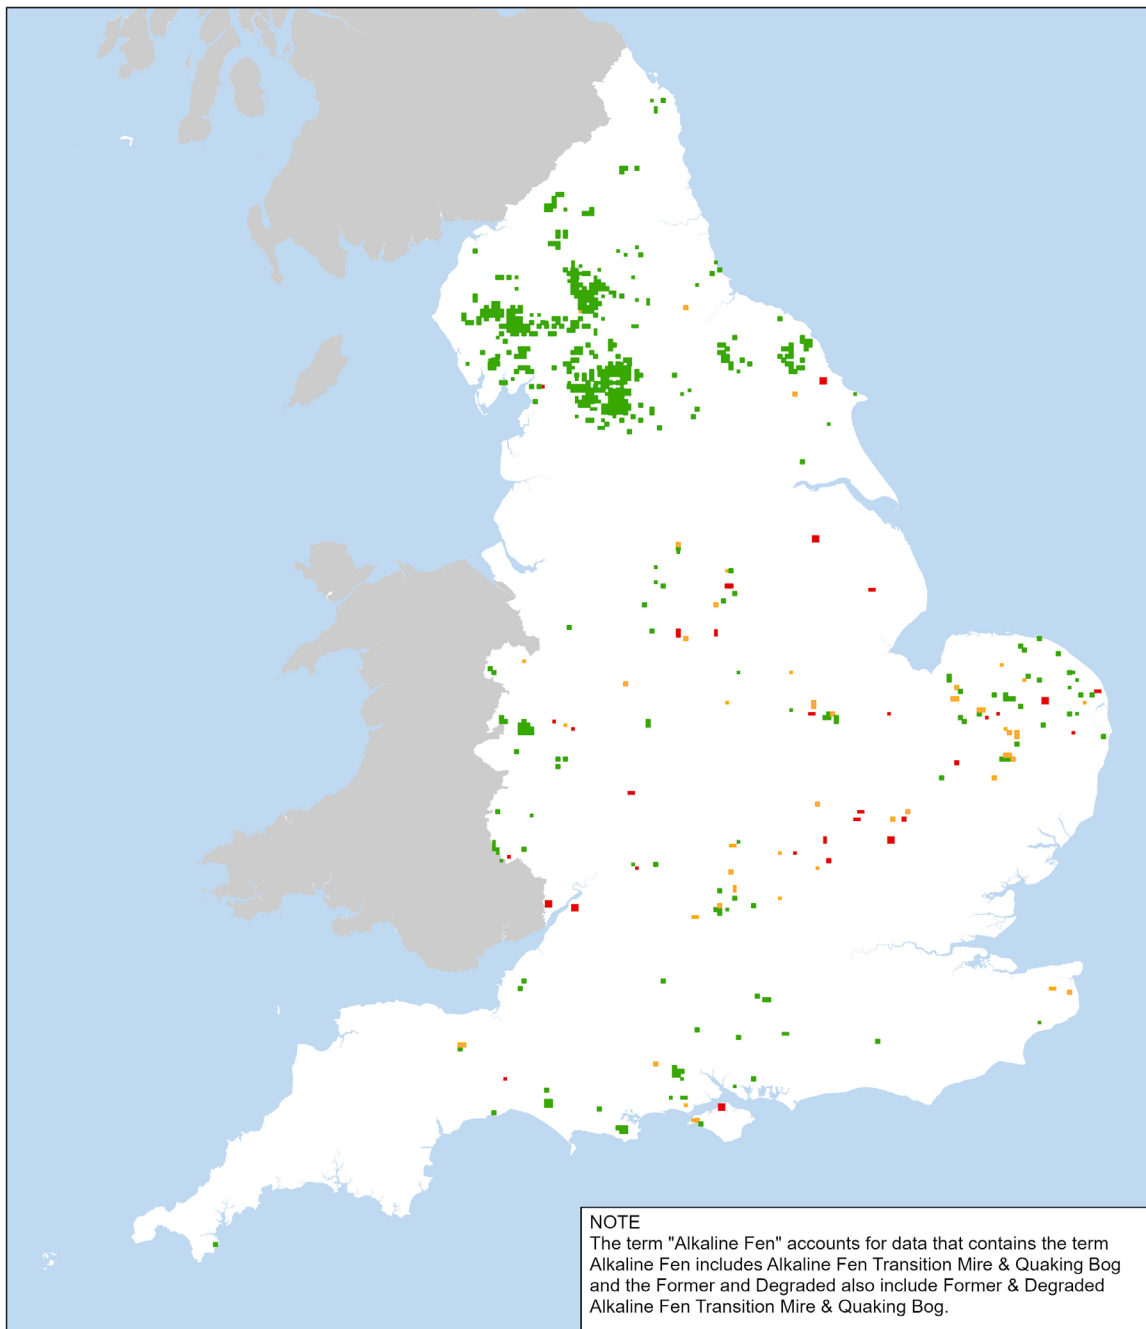 NOTE
The term "Alkaline Fen" accounts for data that contains the term
Alkaline Fen includes Alkaline Fen Transition Mire & Quaking Bog
and the Former and Degraded also include Former & Degraded
Alkaline Fen Transition Mire & Quaking Bog.